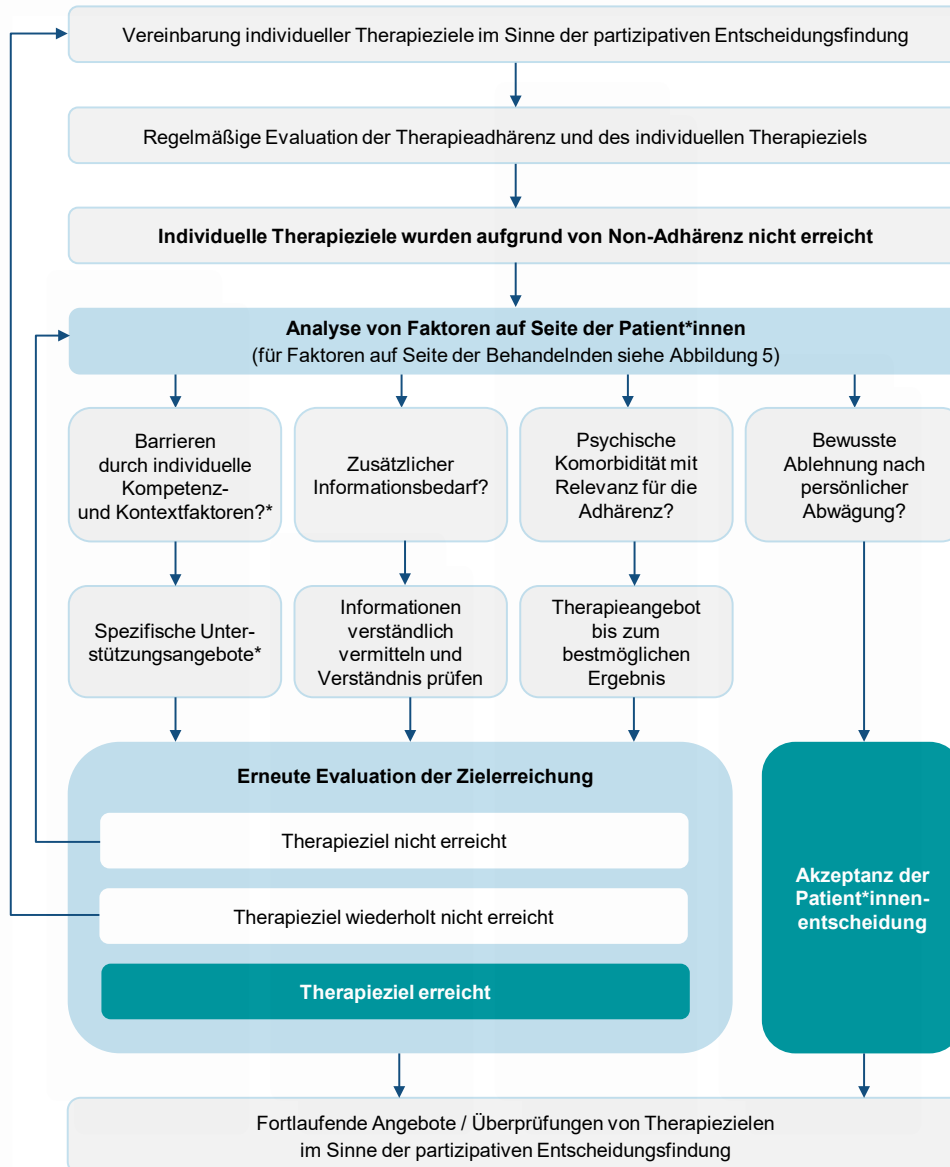 Vereinbarung individueller Therapieziele im Sinne der partizipativen Entscheidungsfindung
Regelmäßige Evaluation der Therapieadhärenz und des individuellen Therapieziels
Individuelle Therapieziele wurden aufgrund von Non-Adhärenz nicht erreicht
Analyse von Faktoren auf Seite der Patient*innen
(für Faktoren auf Seite der Behandelnden siehe Abbildung 5)
Barrieren
durch individuelle
Kompetenz-
und Kontextfaktoren?*
Zusätzlicher
Informationsbedarf?
Psychische
Komorbidität mit
Relevanz für die
Adhärenz?
Bewusste
Ablehnung nach
persönlicher
Abwägung?
Spezifische Unter-
stützungsangebote*
Informationen
verständlich
vermitteln und
Verständnis prüfen
Therapieangebot
bis zum
bestmöglichen
Ergebnis
Erneute Evaluation der Zielerreichung
Therapieziel nicht erreicht
Therapieziel wiederholt nicht erreicht
Therapieziel erreicht
Akzeptanz der
Patient*innen-
entscheidung
Fortlaufende Angebote / Überprüfungen von Therapiezielen
im Sinne der partizipativen Entscheidungsfindung